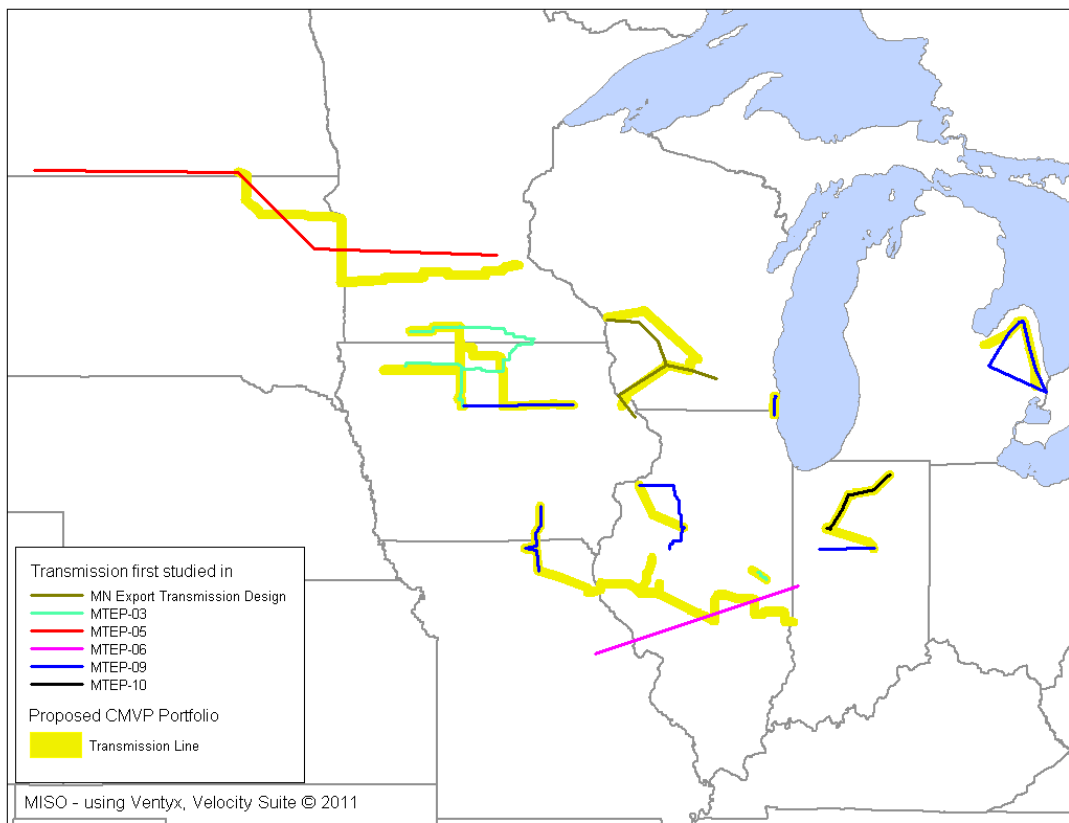 Transmission first studied in
MN Export Transmission Design
MTEP-03
MTEP-05
MTEP-06
MTEP-09
MTEP-10
Proposed CMVP Portfolio
Transmission Line
MISO - using Ventyx, Velocity Suite © 2011